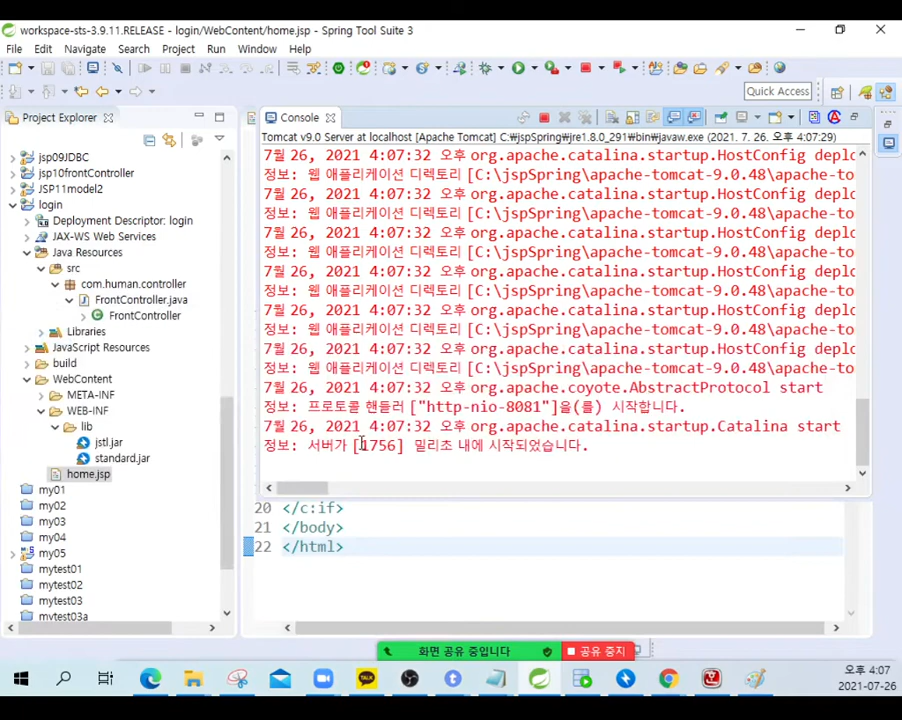 workspace-sts-3.9.11.RELEASE - login/WebContent/home.jsp - Spring Tool Suite 3
File Edit Navigate Search Project Run Window Help
Quick Access
Project Explorer
jsp09JDBC
jsp10frontController
JSP11model2
login
Deployment Descriptor: login
JAX-WS Web Services
Java Resources
src
com.human.controller
FrontController.java
FrontController
Libraries
JavaScript Resources
build
WebContent
META-INF
WEB-INF
lib
jstl.jar
standard.jar
home.jsp
my01
my02
my03
my04
my05
mytest01
mytest02
mytest03
mytest03a
Console
Tomcat v9.0 Server at localhost [Apache Tomcat] C:₩jspSpring₩jre1.8.0_291₩bin₩javaw.exe (2021. 7. 26. 오후 4:07:29)
7월 26, 2021 4:07:32 오후 org.apache.catalina.startup.HostConfig deplo
정보: 웹 애플리케이션 디렉토리 [C:\jspSpring\apache-tomcat-9.0.48\apache-to
7월 26, 2021 4:07:32 오후 org.apache.catalina.startup.HostConfig deplo
정보: 웹 애플리케이션 디렉토리 [C:\jspSpring\apache-tomcat-9.0.48\apache-to
7월 26, 2021 4:07:32 오후 org.apache.catalina.startup.HostConfig deplo
정보: 웹 애플리케이션 디렉토리 [C:\jspSpring\apache-tomcat-9.0.48\apache-to
7월 26, 2021 4:07:32 오후 org.apache.catalina.startup.HostConfig deplo
정보: 웹 애플리케이션 디렉토리 [C:\jspSpring\apache-tomcat-9.0.48\apache-to
7월 26, 2021 4:07:32 오후 org.apache.catalina.startup.HostConfig deplo
정보: 웹 애플리케이션 디렉토리 [C:\jspSpring\apache-tomcat-9.0.48\apache-to
7월 26, 2021 4:07:32 오후 org.apache.catalina.startup.HostConfig deplo
정보: 웹 애플리케이션 디렉토리 [C:\jspSpring\apache-tomcat-9.0.48\apache-to
7월 26, 2021 4:07:32 오후 org.apache.coyote.AbstractProtocol start
정보: 프로토콜 핸들러 ["http-nio-8081"]을(를) 시작합니다.
7월 26, 2021 4:07:32 오후 org.apache.catalina.startup.Catalina start
정보: 서버가 [1756] 밀리초 내에 시작되었습니다.
20 </c:if>
21 </body>
22 </html>
화면 공유 중입니다
공유 중지
TALK
오후 4:07
2021-07-26